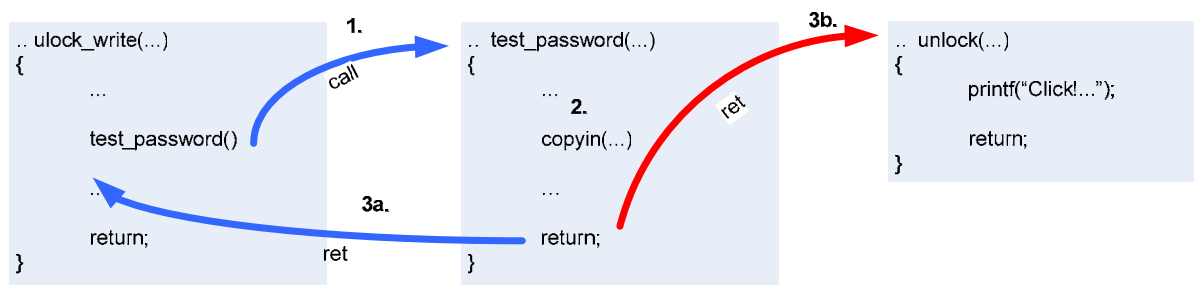 1.
3b.
.. ulock_write(...)
{
...
test_password()
...
return;
}
call
.. test_password(...)
{
...
2.
copyin(...)
...
return;
}
3a.
ret
ret
.. unlock(...)
{
printf(“Click!...”);
return;
}